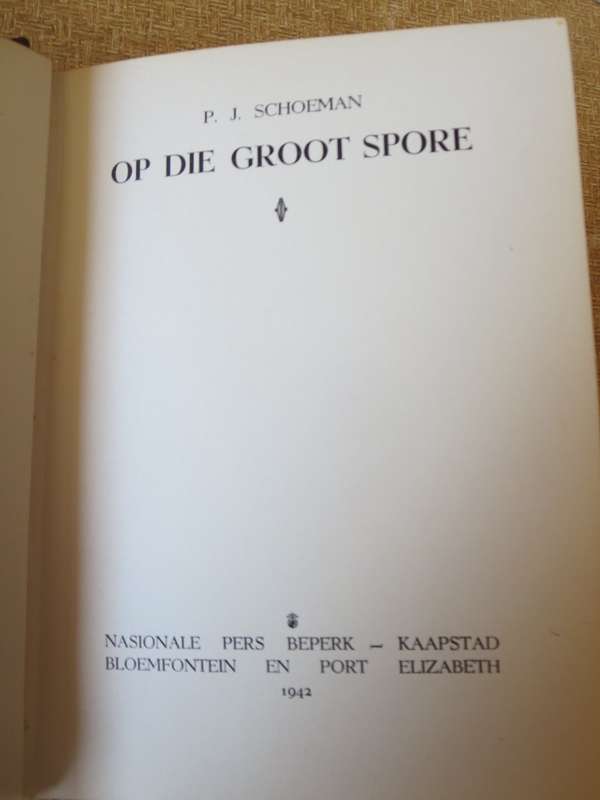 P. J. SCHOEMAN
OP DIE GROOT SPORE
NASIONALE PERS BEPERK — KAAPSTAD
BLOEMFONTEIN EN PORT ELIZABETH
1942